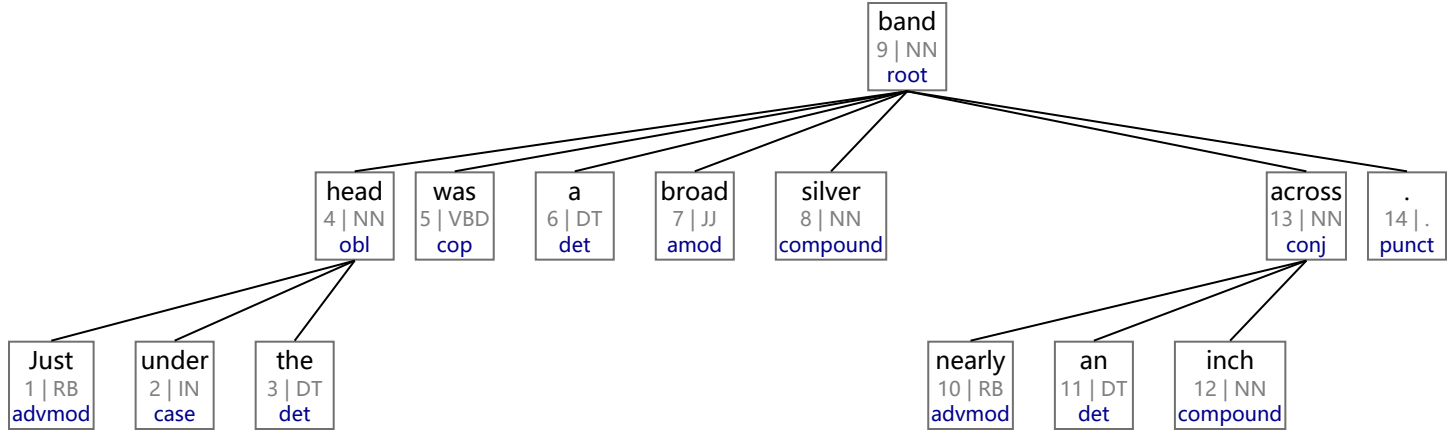 band
9 | NN
root
head was a broad silver across .
4 | NN 5 | VBD 6 | DT 7 | JJ 8 | NN 13 | NN 14 | .
obl cop det amod compound conj punct
Just under the nearly an inch
1 | RB 2 | IN 3 | DT 10 | RB 11 | DT 12 | NN
advmod case det advmod det compound